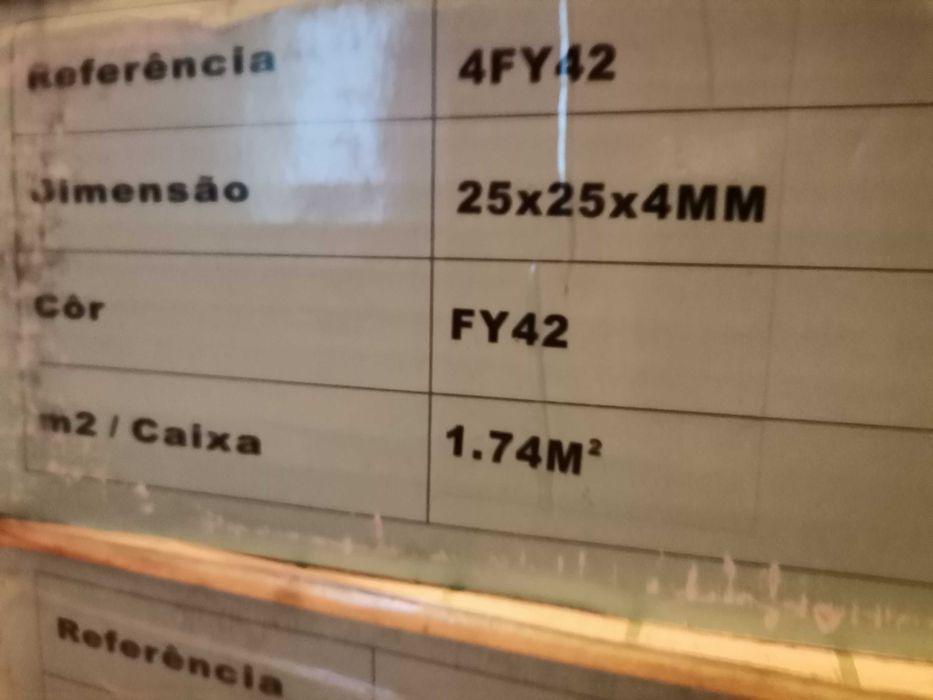 Referência 4FY42
Dimensão 25x25x4MM
Côr FY42
m2 / Caixa 1.74M²
Referência